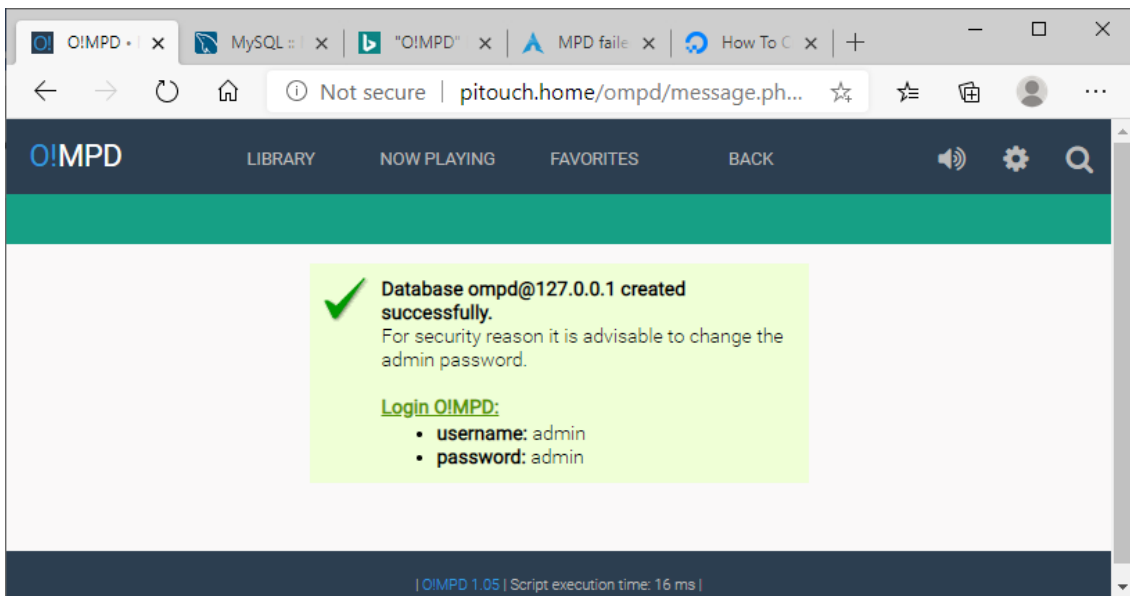 O!MPD •
MySQL ::
"O!MPD"
MPD faile
How To C
Not secure | pitouch.home/ompd/message.ph...
O!MPD LIBRARY NOW PLAYING FAVORITES BACK
Database ompd@127.0.0.1 created
successfully.
For security reason it is advisable to change the
admin password.
Login O!MPD:
• username: admin
• password: admin
| O!MPD 1.05 | Script execution time: 16 ms |